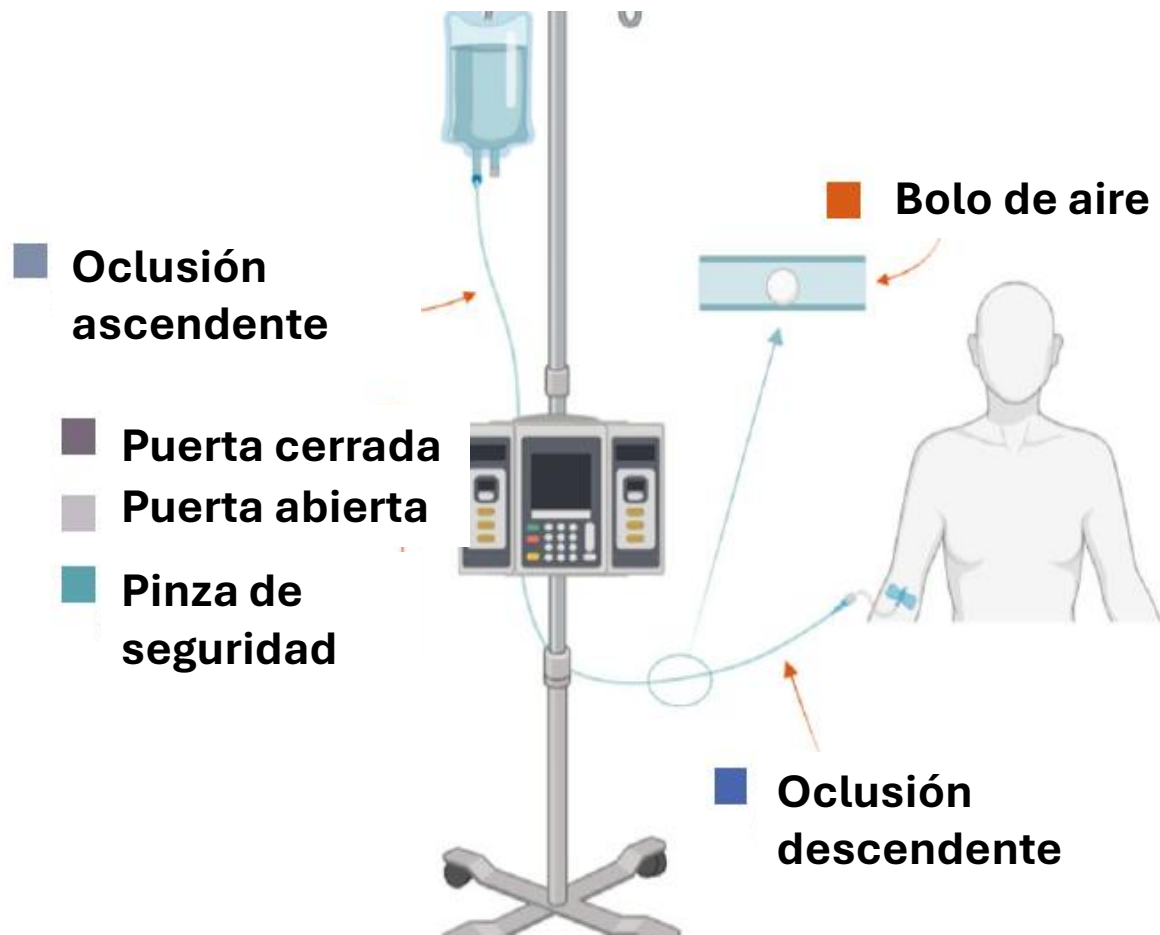 Bolo de aire
Oclusión
ascendente
Puerta cerrada
Puerta abierta
Pinza de
seguridad
Oclusión
descendente